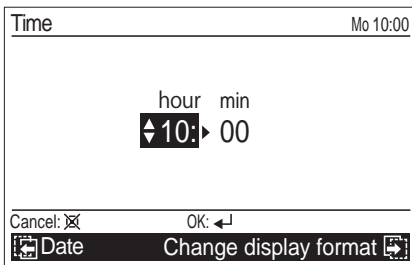 Time Mo 10:00
hour min
10: 00
Cancel: OK:
Date Change display format